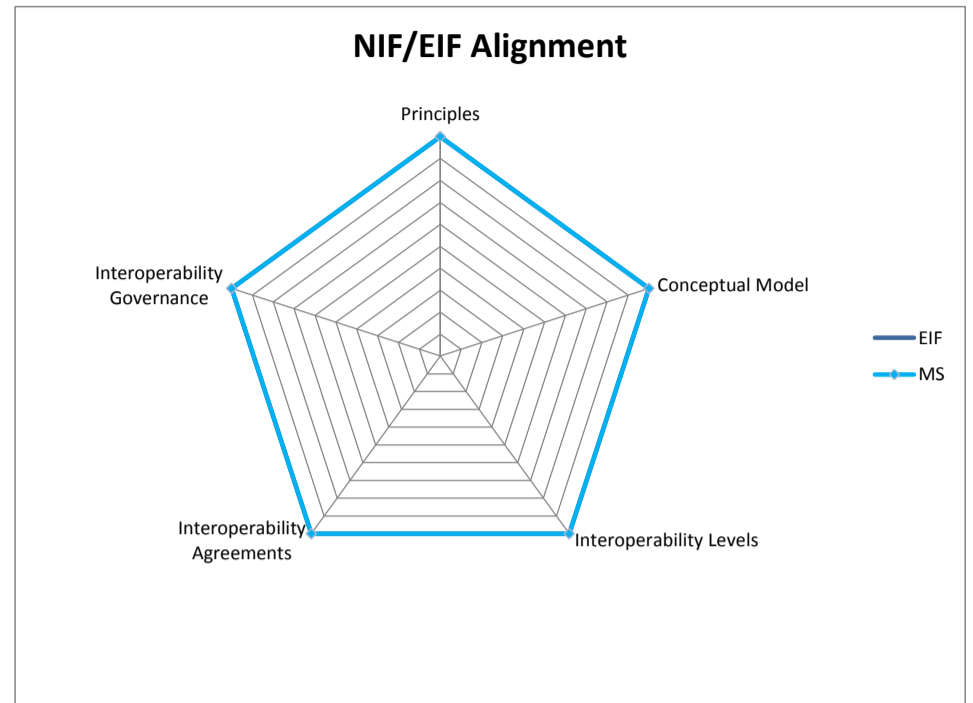 NIF/EIF Alignment
Principles
Interoperability
Governance
Conceptual Model
EIF
MS
Interoperability
Agreements
Interoperability Levels